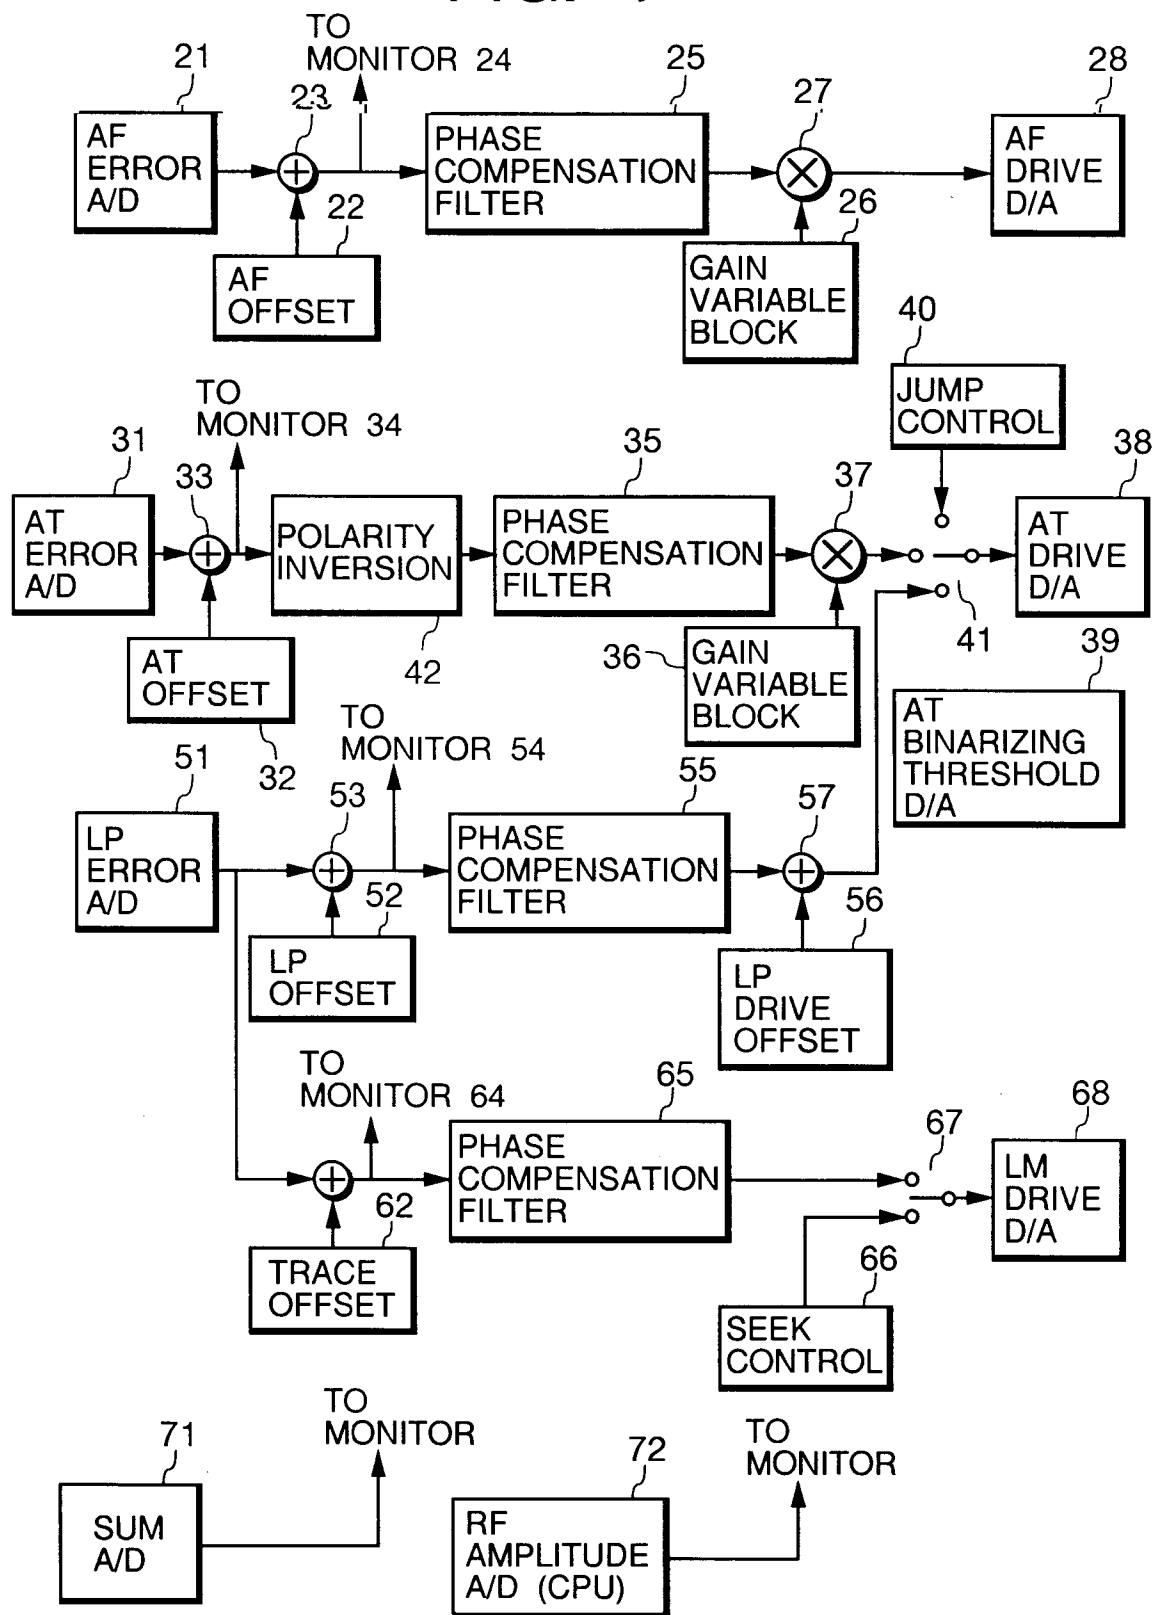 TO
MONITOR 24
21
23
25
27
28
AF
ERROR
A/D
PHASE
COMPENSATION
FILTER
AF
DRIVE
D/A
22
26
AF
OFFSET
GAIN
VARIABLE
BLOCK
40
JUMP
CONTROL
TO
MONITOR 34
31
33
35
37
38
AT
ERROR
A/D
POLARITY
INVERSION
PHASE
COMPENSATION
FILTER
AT
DRIVE
D/A
41
42
36
39
AT
OFFSET
32
GAIN
VARIABLE
BLOCK
AT
BINARIZING
THRESHOLD
D/A
TO
MONITOR 54
51
53
55
57
LP
ERROR
A/D
PHASE
COMPENSATION
FILTER
52
56
LP
OFFSET
LP
DRIVE
OFFSET
TO
MONITOR 64
65
67
68
PHASE
COMPENSATION
FILTER
LM
DRIVE
D/A
62
66
TRACE
OFFSET
SEEK
CONTROL
TO
MONITOR
71
SUM
A/D
TO
MONITOR
72
RF
AMPLITUDE
A/D (CPU)